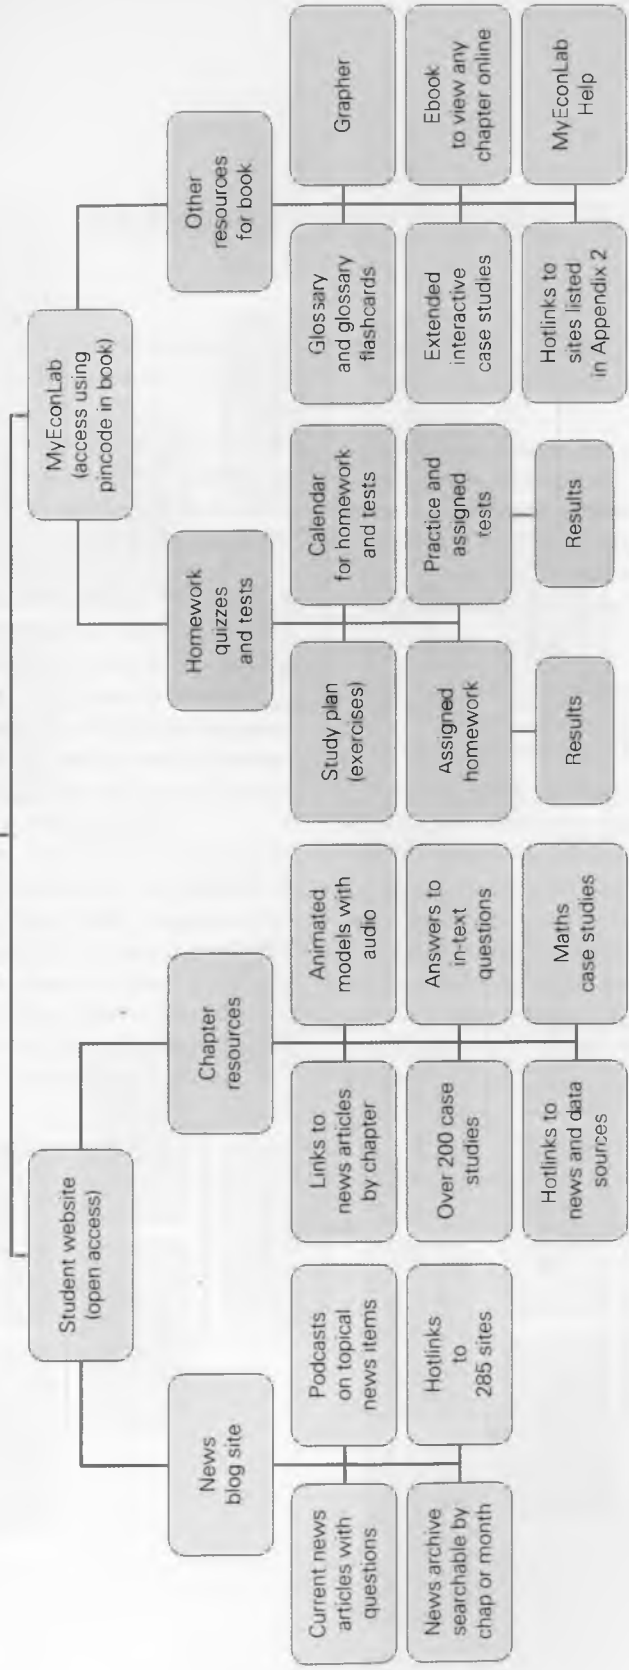 Student website
(open access)
MyEconLab
(access using
pincode in book)
News
blog site
Chapter
resources
Homework
quizzes
and tests
Other
resources
for book
Current news
articles with
questions
Podcasts
on topical
news items
News archive
searchable by
chap or month
Hotlinks
to
285 sites
Links to
news articles
by chapter
Animated
models with
audio
Over 200 case
studies
Answers to
in-text
questions
Hotlinks to
news and data
sources
Maths
case studies
Study plan
(exercises)
Calendar
for homework
and tests
Assigned
homework
Practice and
assigned
tests
Results
Results
Glossary
and glossary
flashcards
Grapher
Extended
interactive
case studies
Ebook
to view any
chapter online
Hotlinks to
sites listed
in Appendix 2
MyEconLab
Help